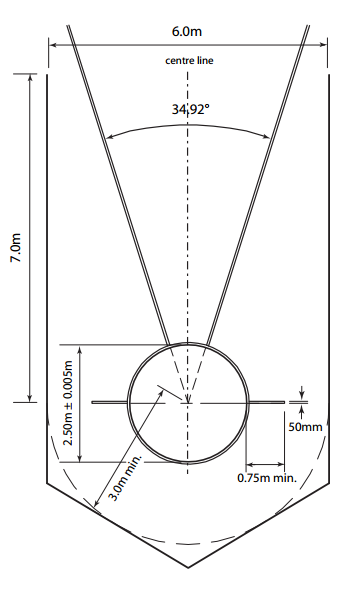 6.0m
centre line
34.92°
7.0m
2.50m ± 0.005m
50mm
0.75m min.
3.0m min.